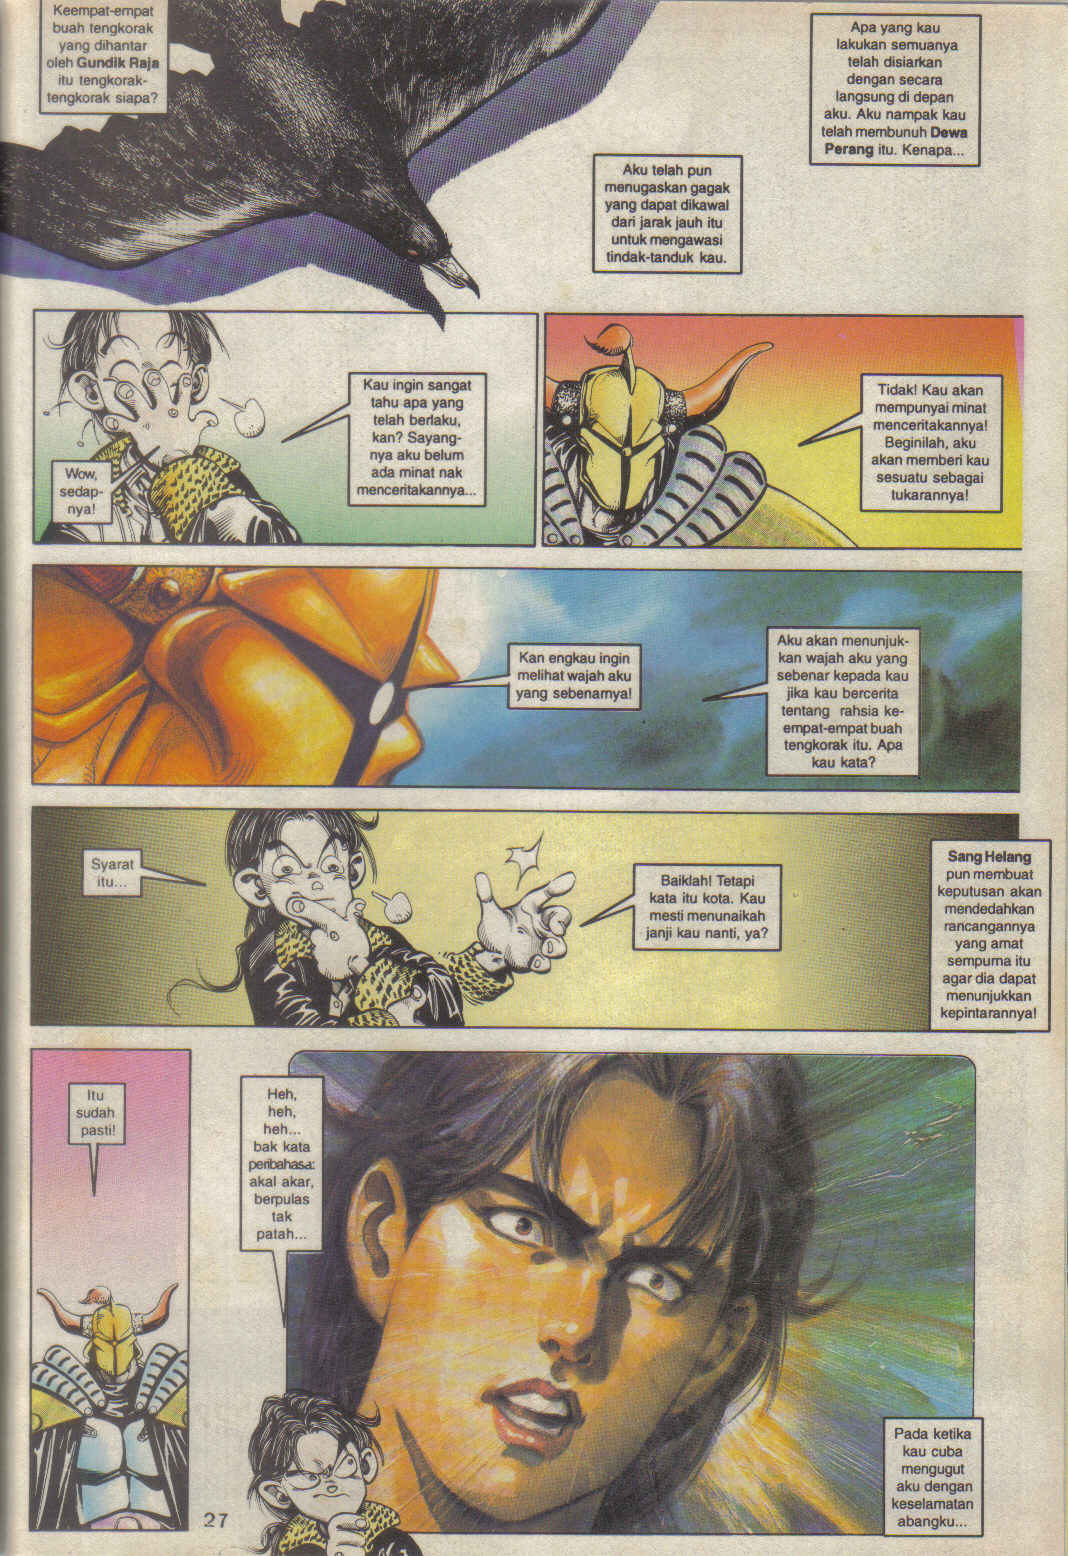 Keempat-empat
buah tengkorak
yang dihantar
oleh Gundik Raja
itu tengkorak-
tengkorak siapa?
Apa yang kau
lakukan semuanya
telah disiarkan
dengan secara
langsung di depan
aku. Aku nampak kau
telah membunuh Dewa
Perang itu. Kenapa...
Aku telah pun
menugaskan gagak
yang dapat dikawal
dari jarak jauh itu
untuk mengawasi
tindak-tanduk kau.
Wow,
sedap-
nya!
Kau ingin sangat
tahu apa yang
telah berlaku,
kan? Sayang-
nya aku belum
ada minat nak
menceritakannya...
Tidak! Kau akan
mempunyai minat
menceritakannya!
Beginilah, aku
akan memberi kau
sesuatu sebagai
tukarannya!
Kan engkau ingin
melihat wajah aku
yang sebenarnya!
Aku akan menunjuk-
kan wajah aku yang
sebenar kepada kau
jika kau bercerita
tentang rahsia ke-
empat-empat buah
tengkorak itu. Apa
kau kata?
Syarat
itu...
Baiklah! Tetapi
kata itu kota. Kau
mesti menunaikah
janji kau nanti, ya?
Sang Helang
pun membuat
keputusan akan
mendedahkan
rancangannya
yang amat
sempurna itu
agar dia dapat
menunjukkan
kepintarannya!
Itu
sudah
pasti!
Heh,
heh,
heh...
bak kata
peribahasa:
akal akar,
berpulas
tak
patah...
Pada ketika
kau cuba
mengugut
aku dengan
keselamatan
abangku...
27